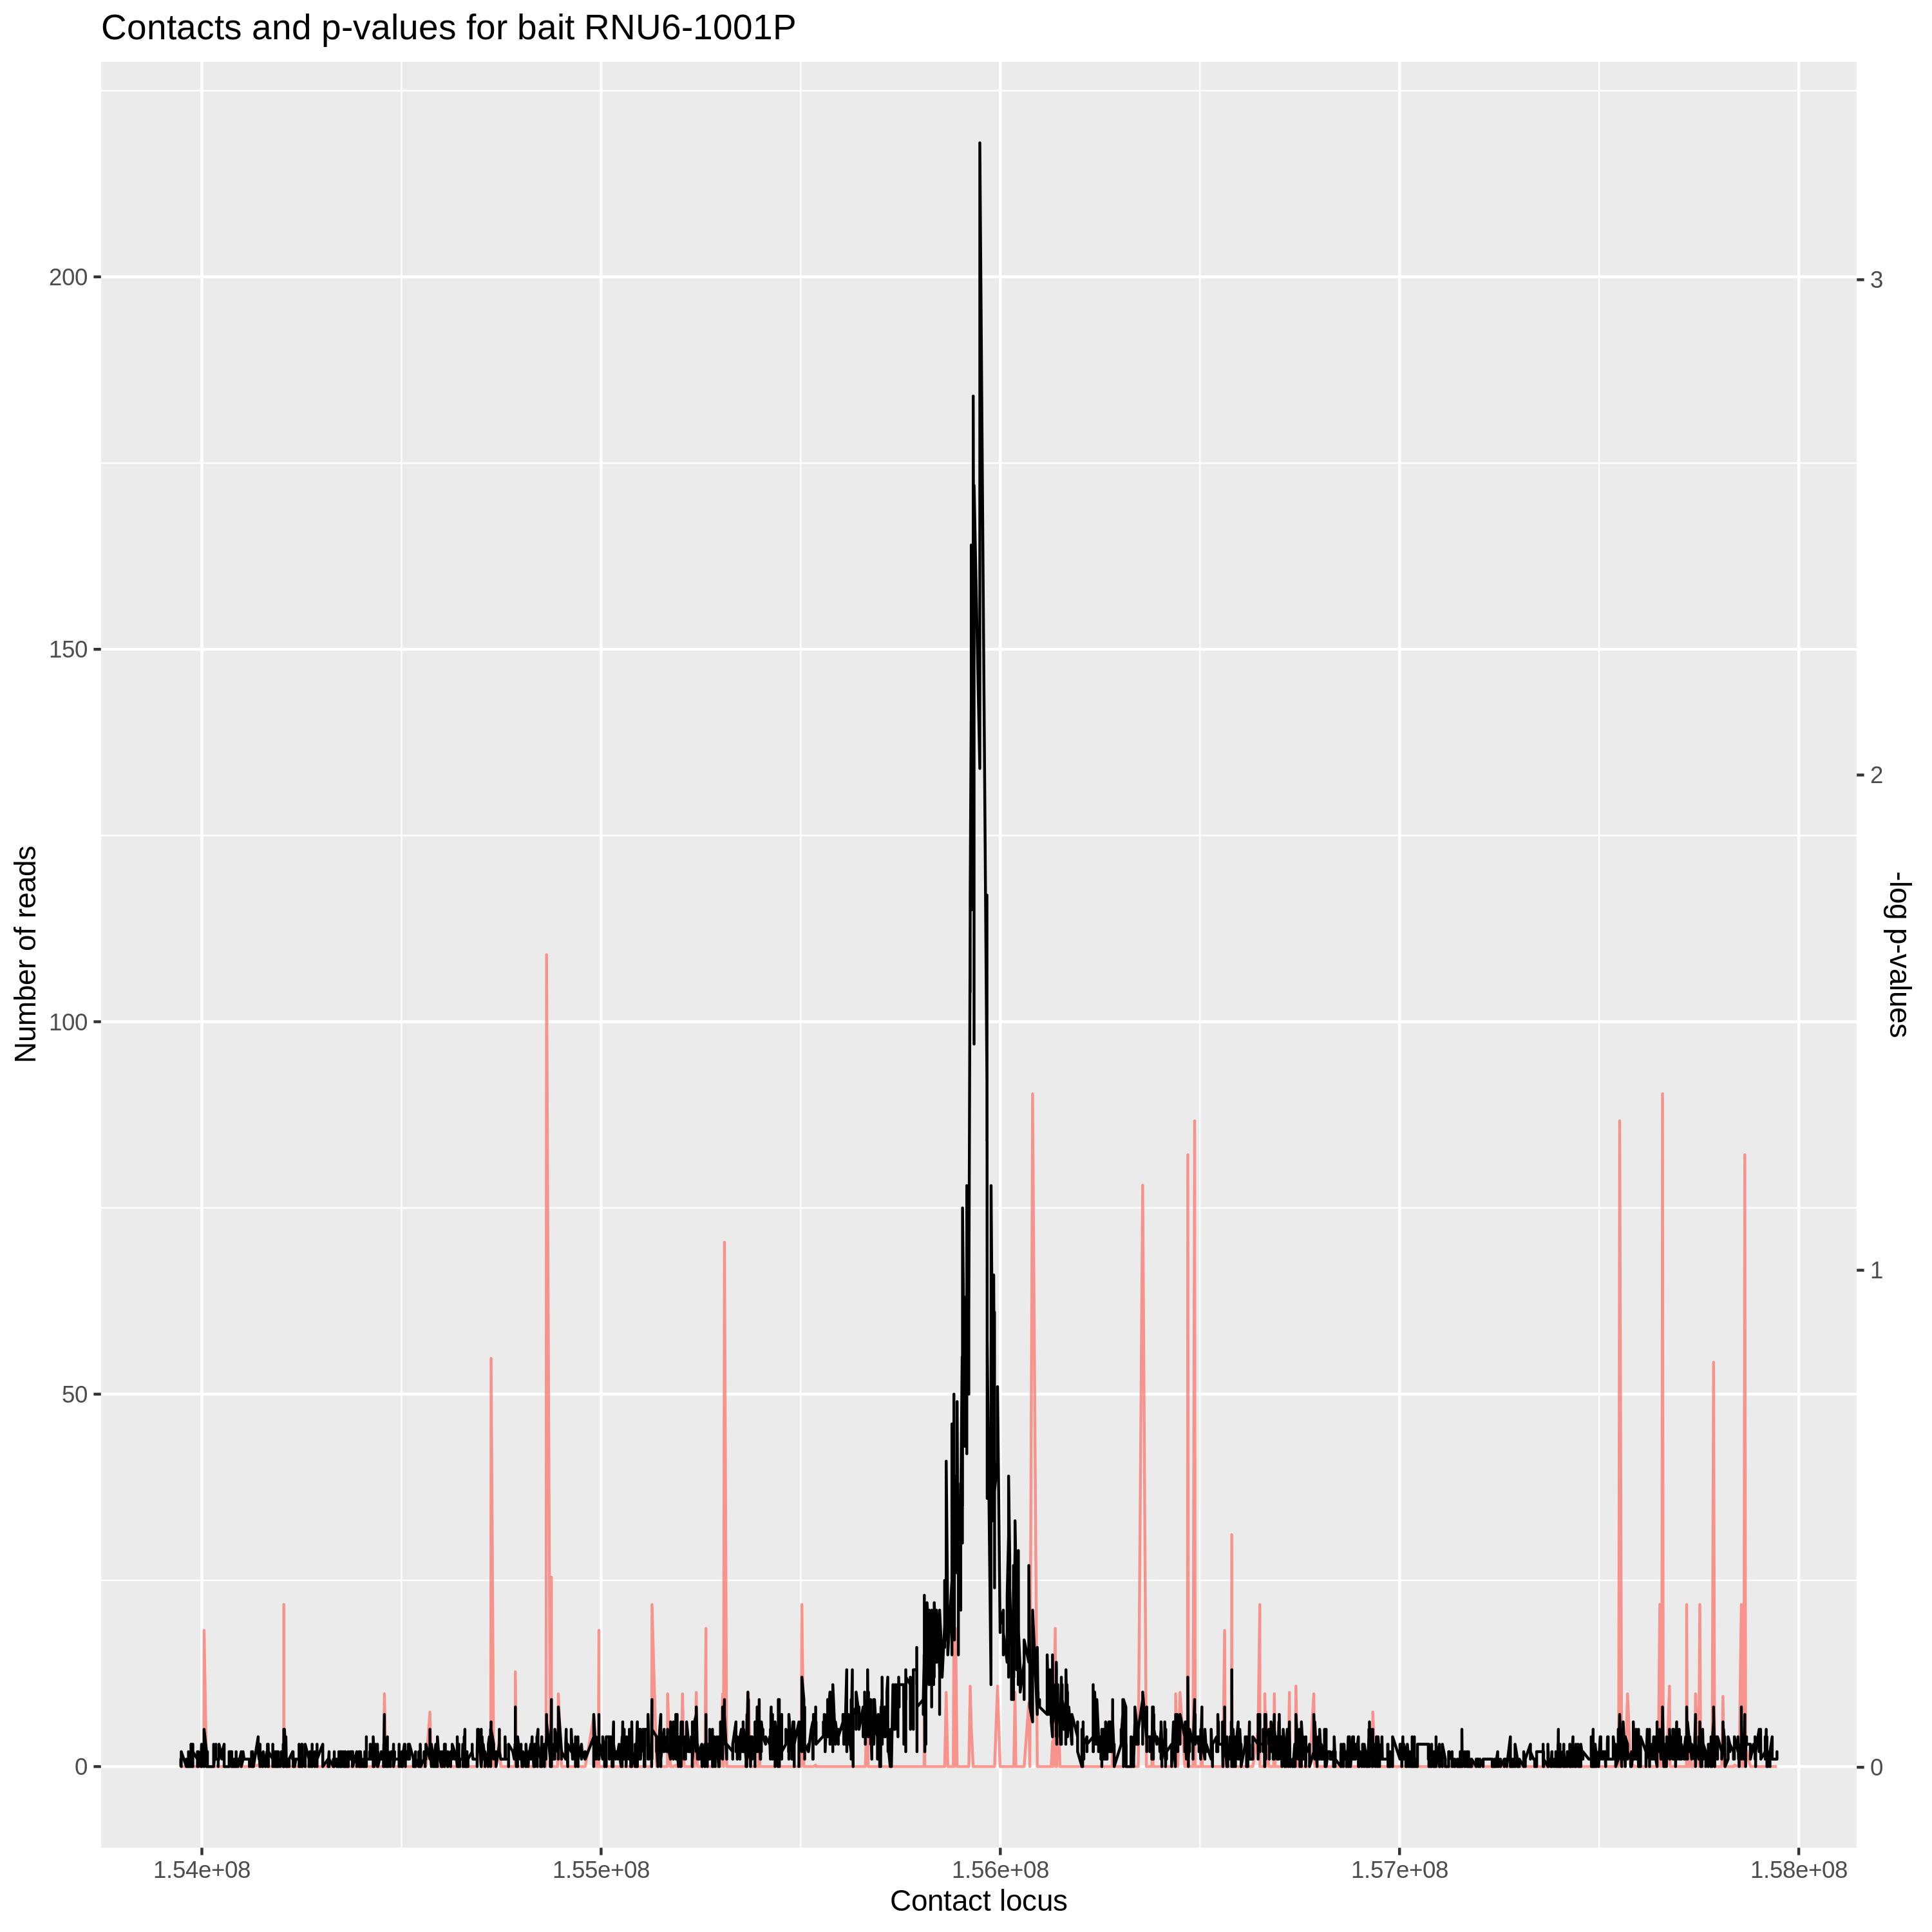 Contacts and p-values for bait RNU6-1001P
200
150
100
50
0
Number of reads
3
2
1
0
-log p-values
1.54e+08
1.55e+08
1.56e+08
1.57e+08
1.58e+08
Contact locus